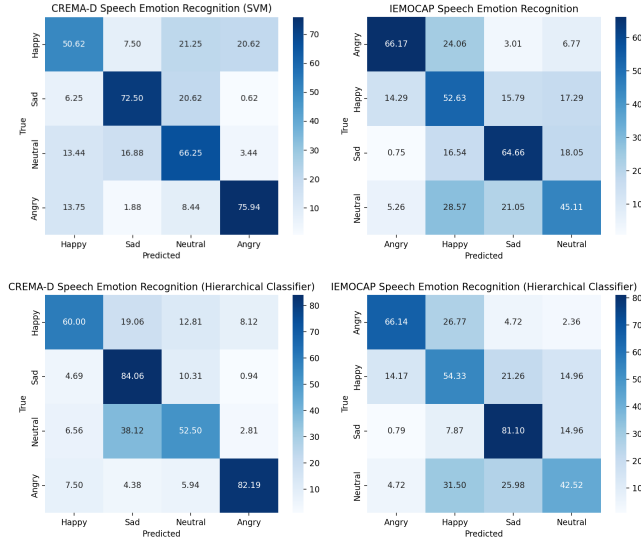 CREMA-D Speech Emotion Recognition (SVM)
True
Happy 50.62 7.50 21.25 20.62
Sad 6.25 72.50 20.62 0.62
Neutral 13.44 16.88 66.25 3.44
Angry 13.75 1.88 8.44 75.94
Happy Sad Neutral Angry
Predicted
70
60
50
40
30
20
10
IEMOCAP Speech Emotion Recognition
True
Angry 66.17 24.06 3.01 6.77
Happy 14.29 52.63 15.79 17.29
Sad 0.75 16.54 64.66 18.05
Neutral 5.26 28.57 21.05 45.11
Angry Happy Sad Neutral
Predicted
60
50
40
30
20
10
CREMA-D Speech Emotion Recognition (Hierarchical Classifier)
True
Happy 60.00 19.06 12.81 8.12
Sad 4.69 84.06 10.31 0.94
Neutral 6.56 38.12 52.50 2.81
Angry 7.50 4.38 5.94 82.19
Happy Sad Neutral Angry
Predicted
80
70
60
50
40
30
20
10
IEMOCAP Speech Emotion Recognition (Hierarchical Classifier)
True
Angry 66.14 26.77 4.72 2.36
Happy 14.17 54.33 21.26 14.96
Sad 0.79 7.87 81.10 14.96
Neutral 4.72 31.50 25.98 42.52
Angry Happy Sad Neutral
Predicted
80
70
60
50
40
30
20
10